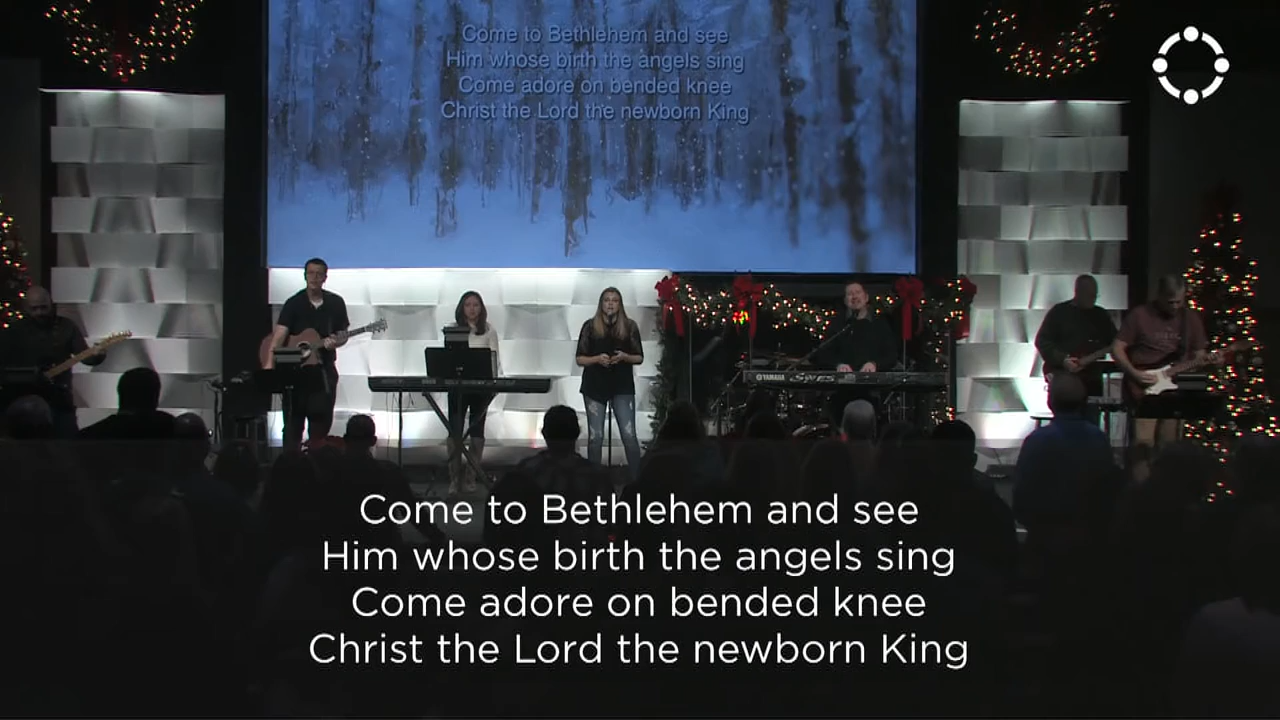 Come to Bethlehem and see
Him whose birth the angels sing
Come adore on bended knee
Christ the Lord the newborn King
YAMAHA
Come to Bethlehem and see
Him whose birth the angels sing
Come adore on bended knee
Christ the Lord the newborn King